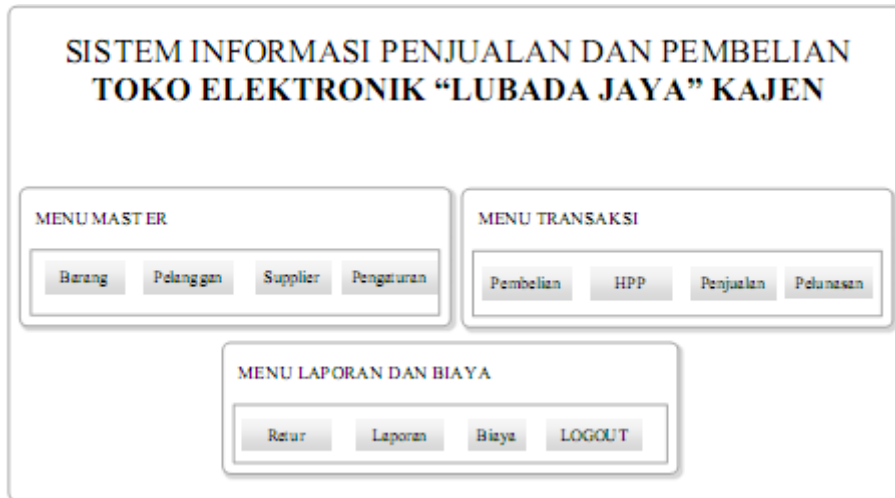 SISTEM INFORMASI PENJUALAN DAN PEMBELIAN
TOKO ELEKTRONIK “LUBADA JAYA” KAJEN
MENU MASTER
Barang Pelanggan Supplier Pengaturan
MENU TRANSAKSI
Pembelian HPP Penjualan Pelunasan
MENU LAPORAN DAN BIAYA
Retur Laporan Biaya LOGOUT